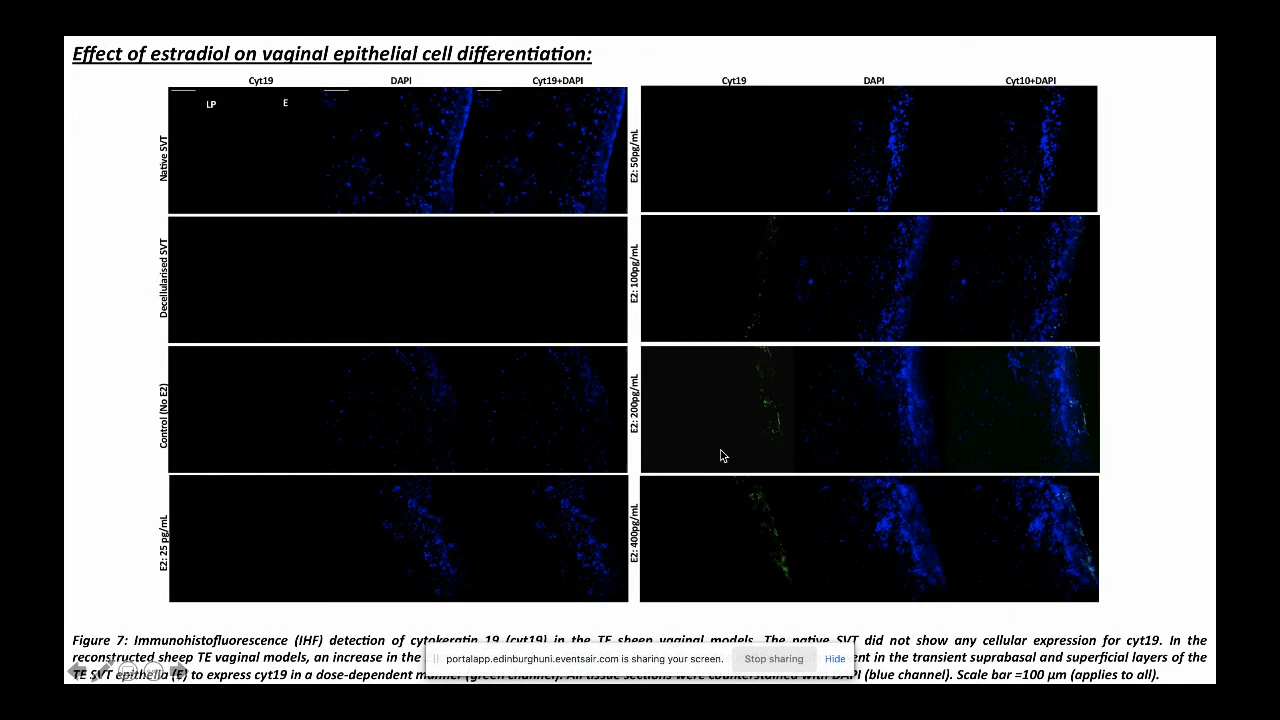 Effect of estradiol on vaginal epithelial cell differentiation:
Cyt19 DAPI Cyt19+DAPI
Cyt19 DAPI Cyt10+DAPI
LP E
Native SVT
E2: 50pg/mL
Decellularised SVT
E2: 100pg/mL
Control (No E2)
E2: 200pg/mL
E2: 25 pg/mL
E2: 400pg/mL
Figure 7: Immunohistofluorescence (IHF) detection of cytokeratin 19 (cyt19) in the TE sheep vaginal models. The native SVT did not show any cellular expression for cyt19. In the
reconstructed sheep TE vaginal models, an increase in the
ent in the transient suprabasal and superficial layers of the
TE SVT epithelia (E) to express cyt19 in a dose-dependent manner (green channel). All tissue sections were counterstained with DAPI (blue channel). Scale bar =100 µm (applies to all).
portalapp.edinburghuni.eventsair.com is sharing your screen.
Stop sharing
Hide